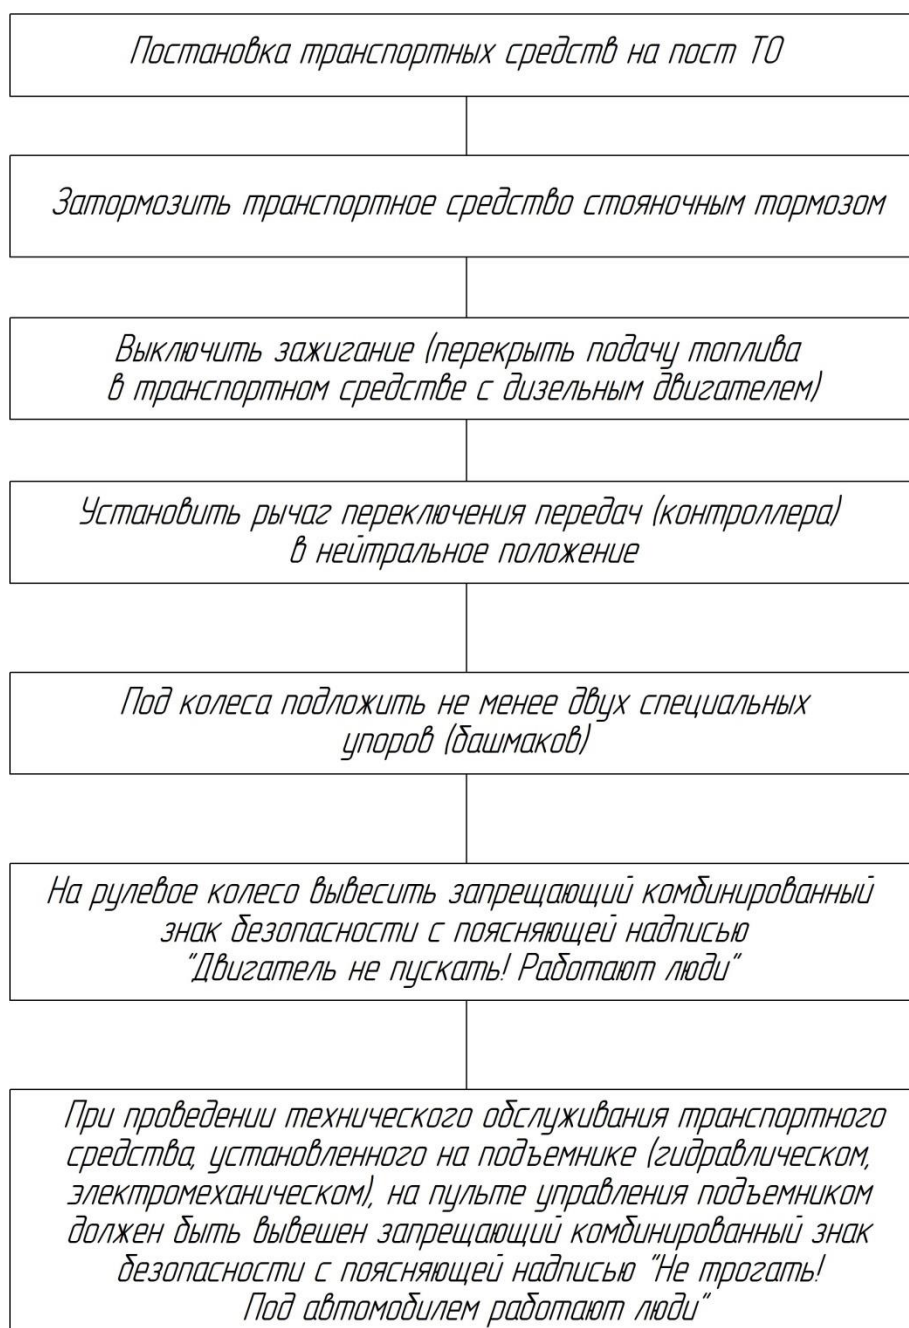 Постановка транспортных средств на пост ТО
Затормозить транспортное средство стояночным тормозом
Выключить зажигание (перекрыть подачу топлива
в транспортном средстве с дизельным двигателем)
Установить рычаг переключения передач (контроллера)
в нейтральное положение
Под колеса подложить не менее двух специальных
упоров (башмаков)
На рулевое колесо вывесить запрещающий комбинированный
знак безопасности с поясняющей надписью
"Двигатель не пускать! Работают люди"
При проведении технического обслуживания транспортного
средства, установленного на подъемнике (гидравлическом,
электромеханическом), на пульте управления подъемником
должен быть вывешен запрещающий комбинированный знак
безопасности с поясняющей надписью "Не трогать!
Под автомобилем работают люди"